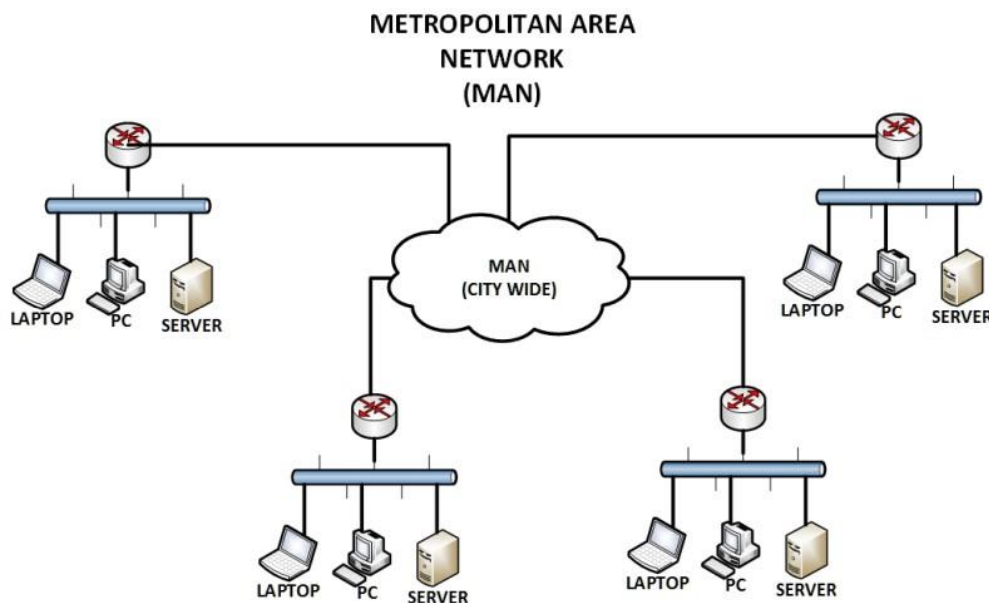 METROPOLITAN AREA
NETWORK
(MAN)
MAN
(CITY WIDE)
LAPTOP
PC
SERVER
LAPTOP
PC
SERVER
LAPTOP
PC
SERVER
LAPTOP
PC
SERVER